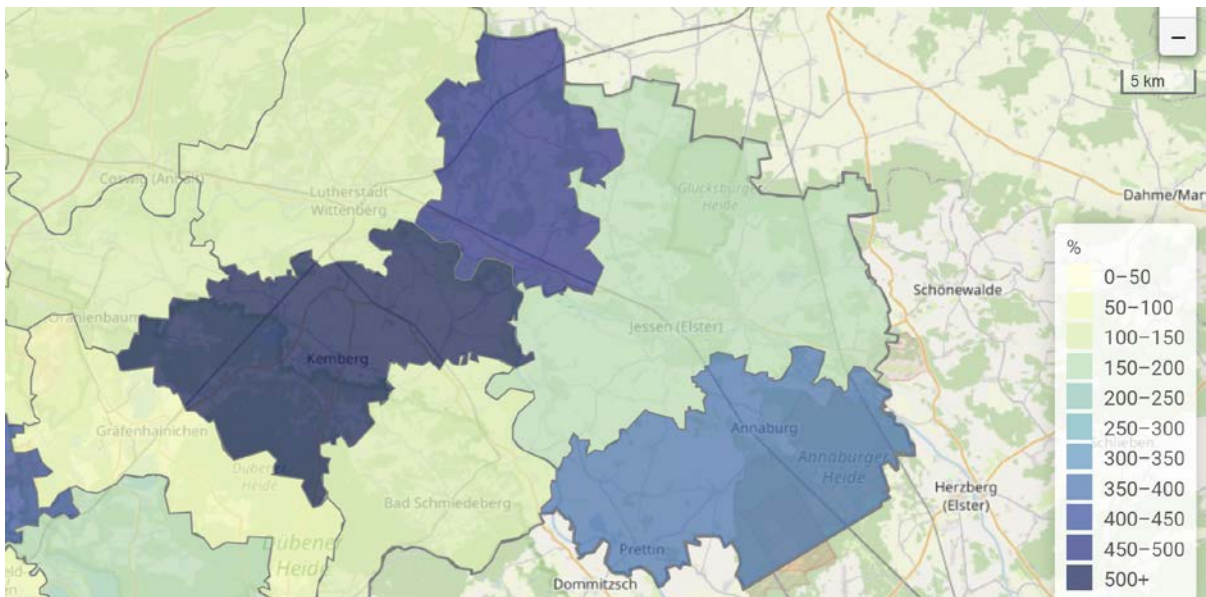 −
5 km
Coswig (Anhalt)
Lutherstadt
Wittenberg
Glücksburger
Heide
Dahme/Mar
%
0–50
50–100
100–150
150–200
200–250
250–300
300–350
350–400
400–450
450–500
500+
Schönewalde
Oranienbaum
Jessen (Elster)
Kemberg
Gräfenhainichen
Annaburg
Schlieben
Annaburger
Heide
Dübener
Heide
Bad Schmiedeberg
Herzberg
(Elster)
Dübener
Heide
Prettin
Dommitzsch